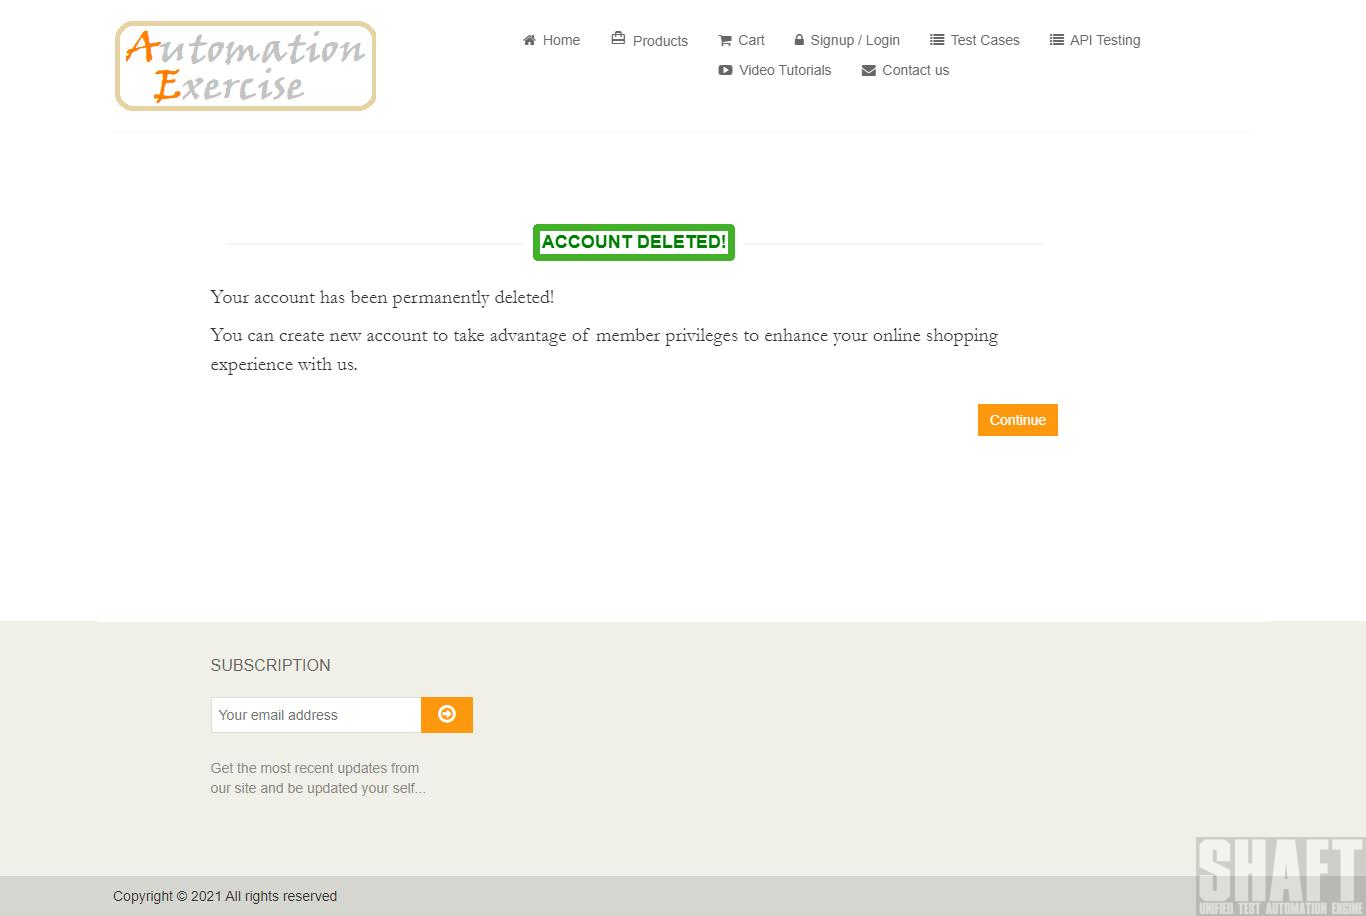 Automation
Exercise
Home
Products
Cart
Signup / Login
Test Cases
API Testing
Video Tutorials
Contact us
ACCOUNT DELETED!
Your account has been permanently deleted!
You can create new account to take advantage of member privileges to enhance your online shopping
experience with us.
Continue
SUBSCRIPTION
Your email address
Get the most recent updates from
our site and be updated your self...
Copyright © 2021 All rights reserved
SHAFT
UNIFIED TEST AUTOMATION ENGINE